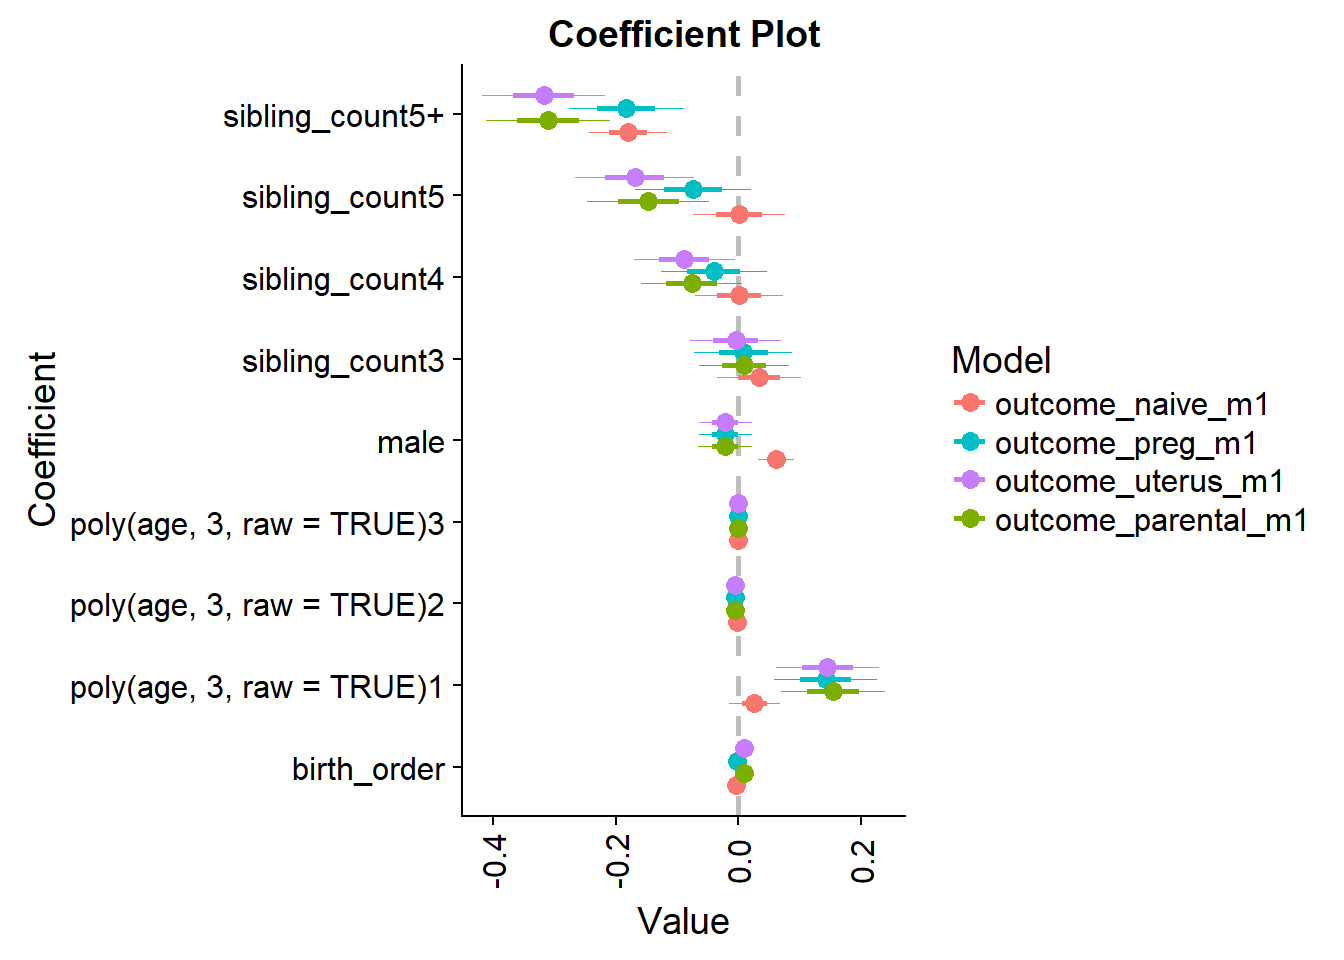 Coefficient Plot
Coefficient
sibling_count5+
sibling_count5
sibling_count4
sibling_count3
male
poly(age, 3, raw = TRUE)3
poly(age, 3, raw = TRUE)2
poly(age, 3, raw = TRUE)1
birth_order
-0.4
-0.2
0.0
0.2
Value
Model
outcome_naive_m1
outcome_preg_m1
outcome_uterus_m1
outcome_parental_m1